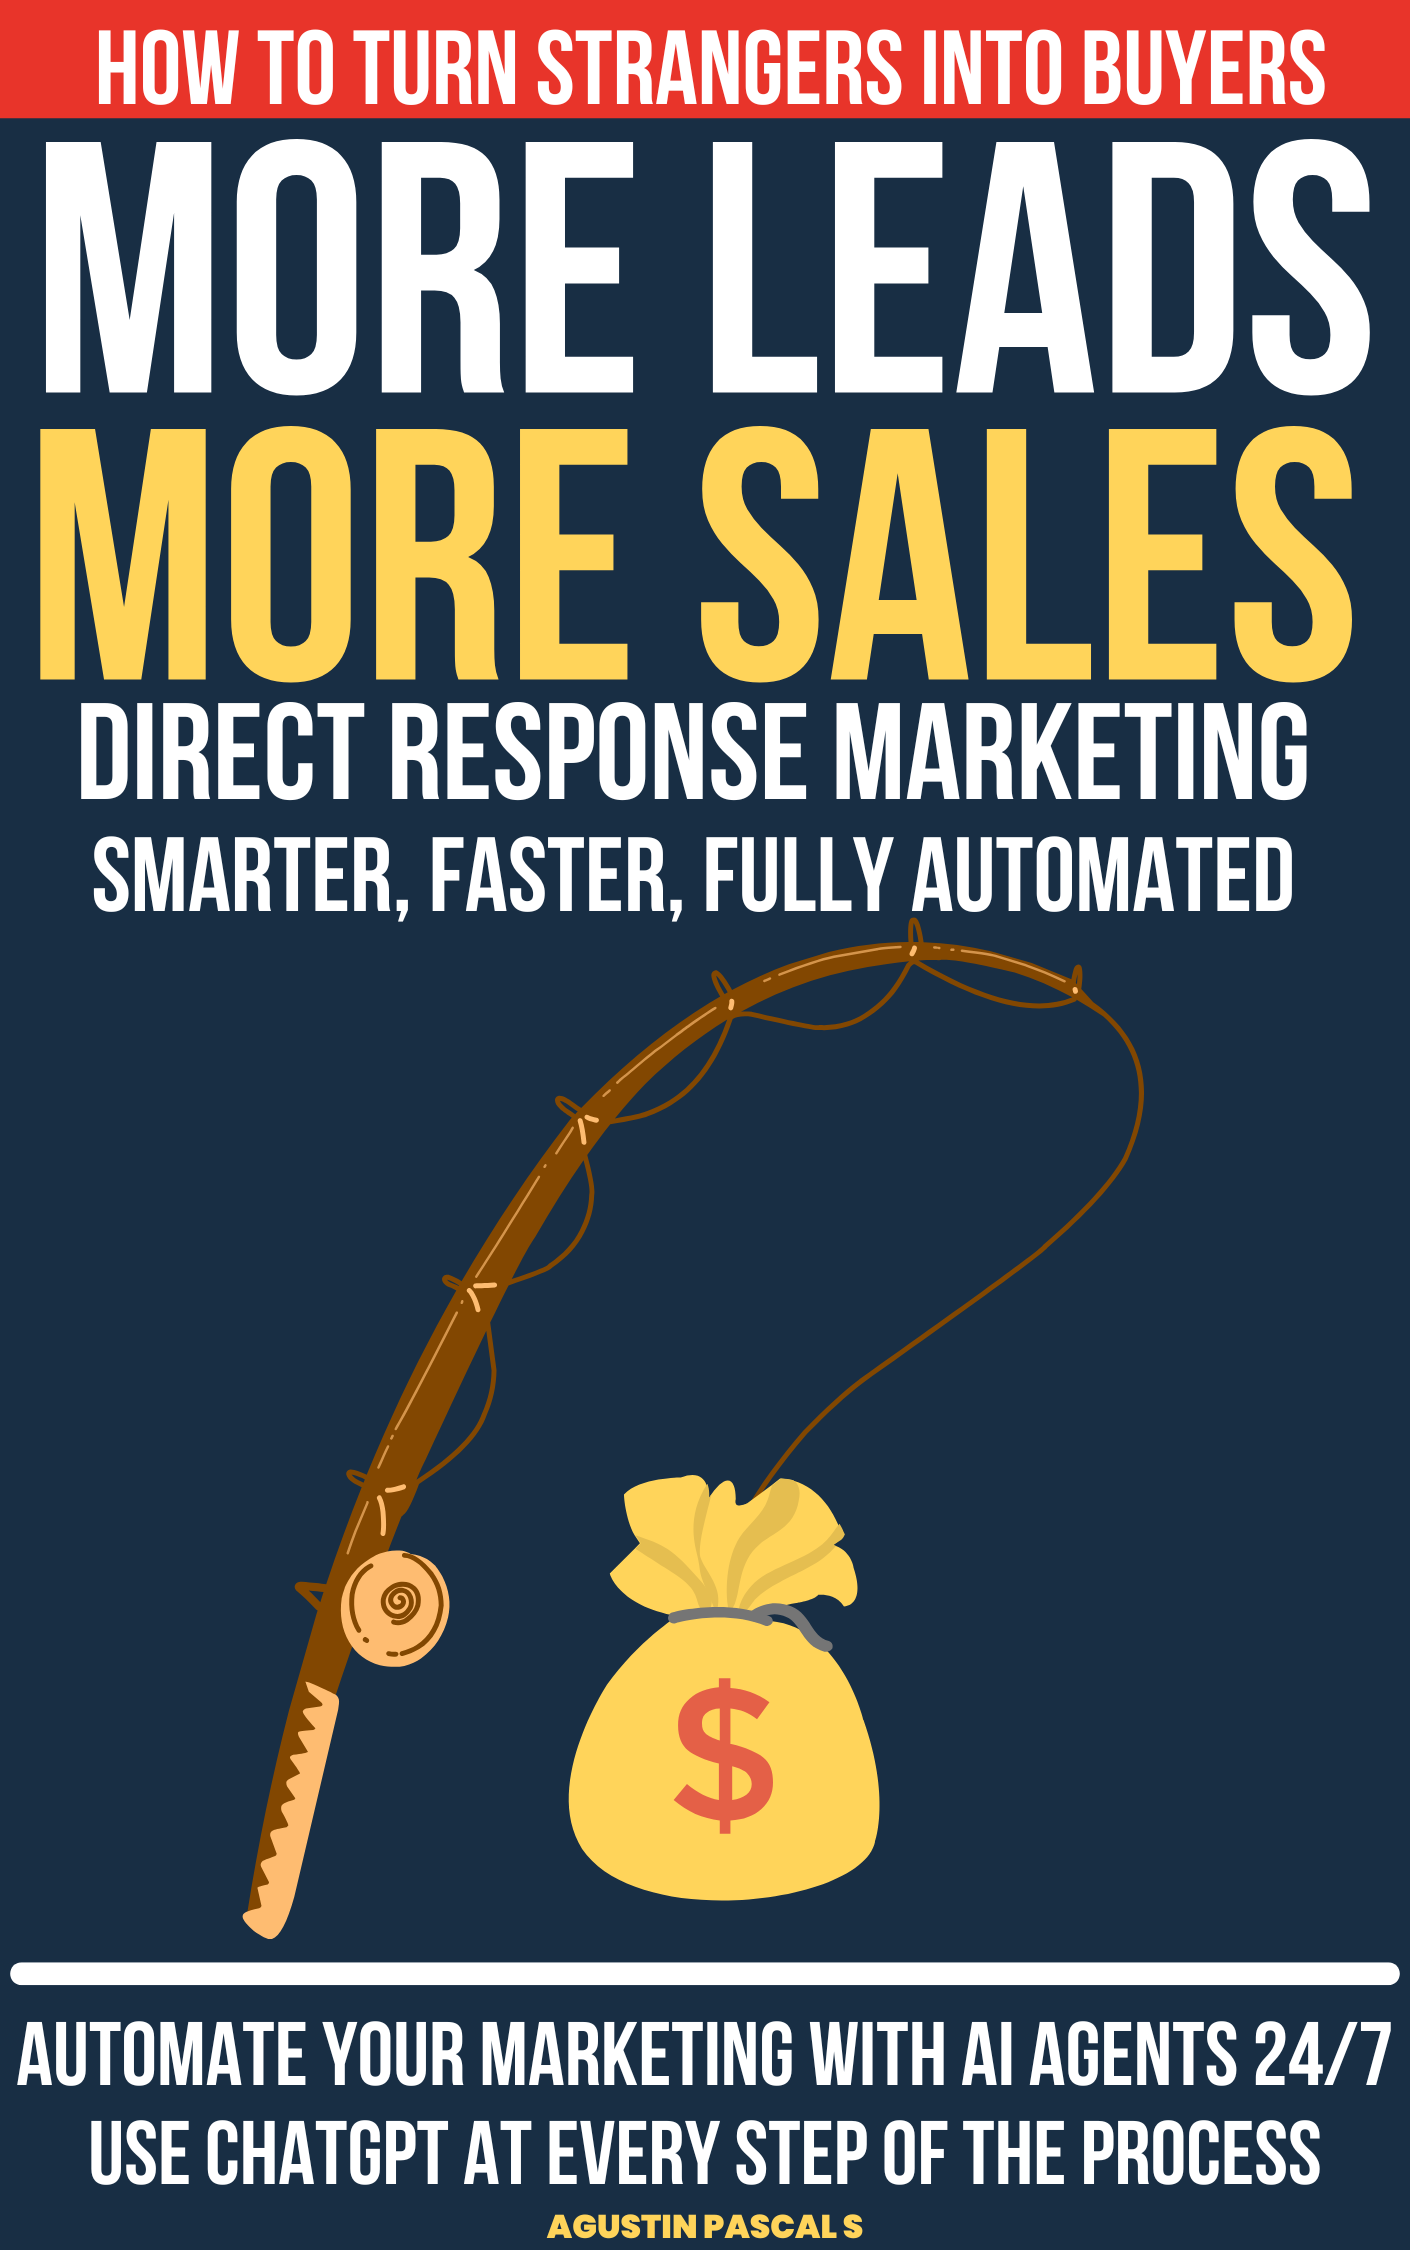 HOW TO TURN STRANGERS INTO BUYERS
MORE LEADS
MORE SALES
DIRECT RESPONSE MARKETING
SMARTER, FASTER, FULLY AUTOMATED
$
AUTOMATE YOUR MARKETING WITH AI AGENTS 24/7
USE CHATGPT AT EVERY STEP OF THE PROCESS
AGUSTIN PASCAL S